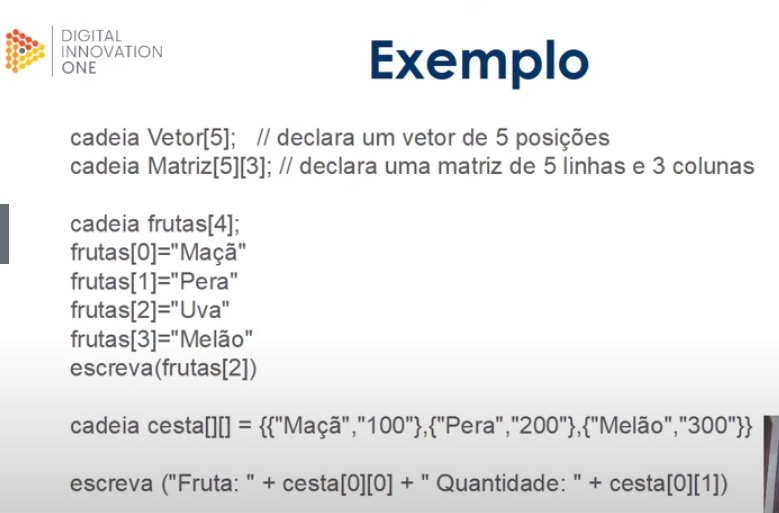 DIGITAL
INNOVATION
ONE
Exemplo
cadeia Vetor[5];   // declara um vetor de 5 posições
cadeia Matriz[5][3]; // declara uma matriz de 5 linhas e 3 colunas
cadeia frutas[4];
frutas[0]="Maçã"
frutas[1]="Pera"
frutas[2]="Uva"
frutas[3]="Melão"
escreva(frutas[2])
cadeia cesta[][] = {{"Maçã","100"},{"Pera","200"},{"Melão","300"}}
escreva ("Fruta: " + cesta[0][0] + " Quantidade: " + cesta[0][1])